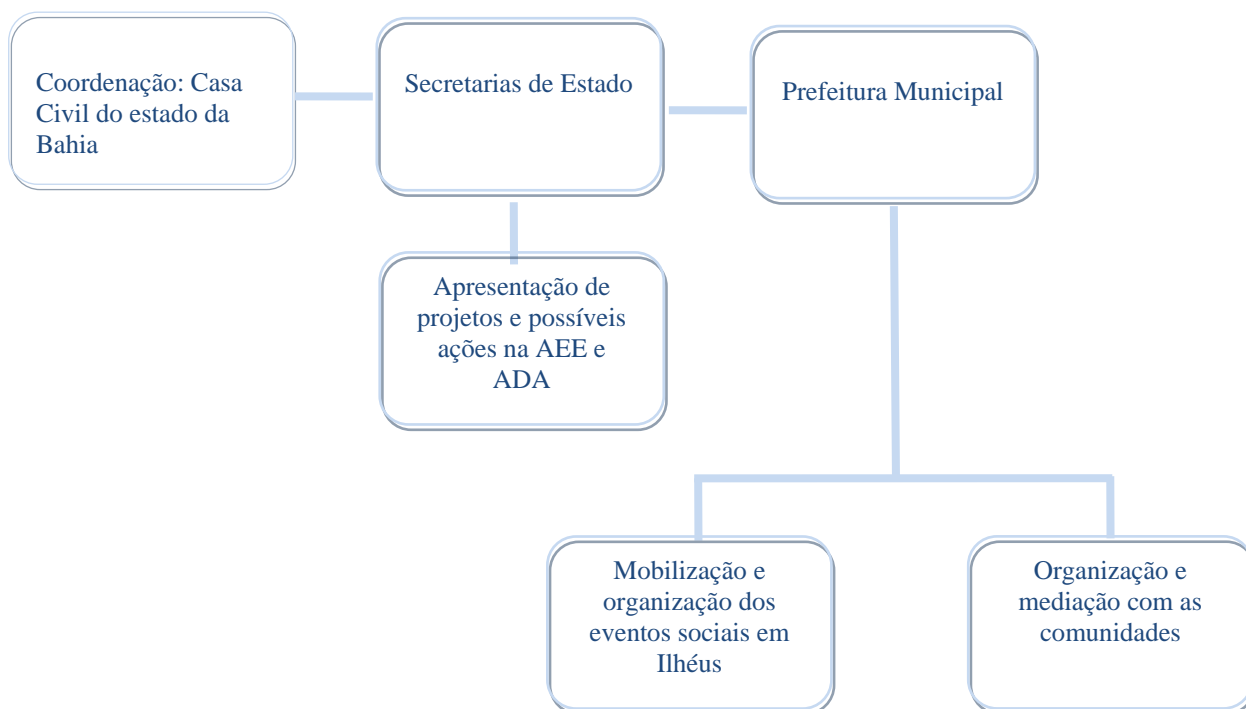 Coordenação: Casa
Civil do estado da
Bahia
Secretarias de Estado
Prefeitura Municipal
Apresentação de
projetos e possíveis
ações na AEE e
ADA
Mobilização e
organização dos
eventos sociais em
Ilhéus
Organização e
mediação com as
comunidades